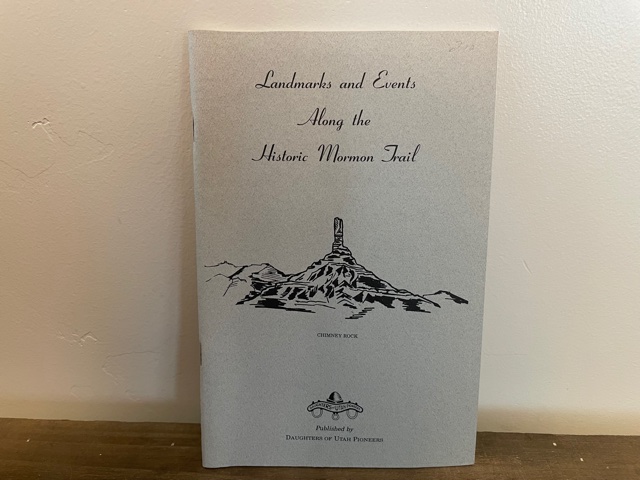 Landmarks and Events
Along the
Historic Mormon Trail
CHIMNEY ROCK
Published by
DAUGHTERS OF UTAH PIONEERS